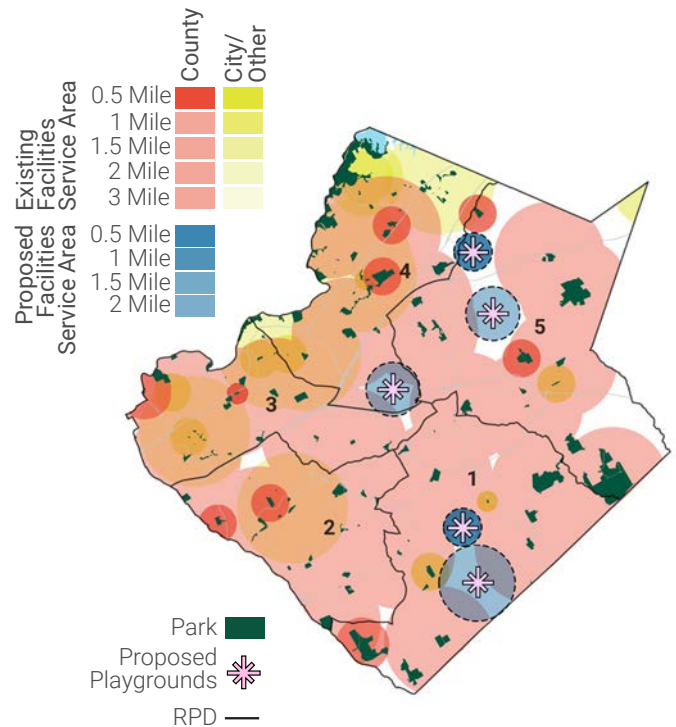 County
City/
Other
Existing
Facilities
Service Area
0.5 Mile
1 Mile
1.5 Mile
2 Mile
3 Mile
Proposed
Facilities
Service Area
0.5 Mile
1 Mile
1.5 Mile
2 Mile
4
5
3
1
2
Park
Proposed
Playgrounds
RPD